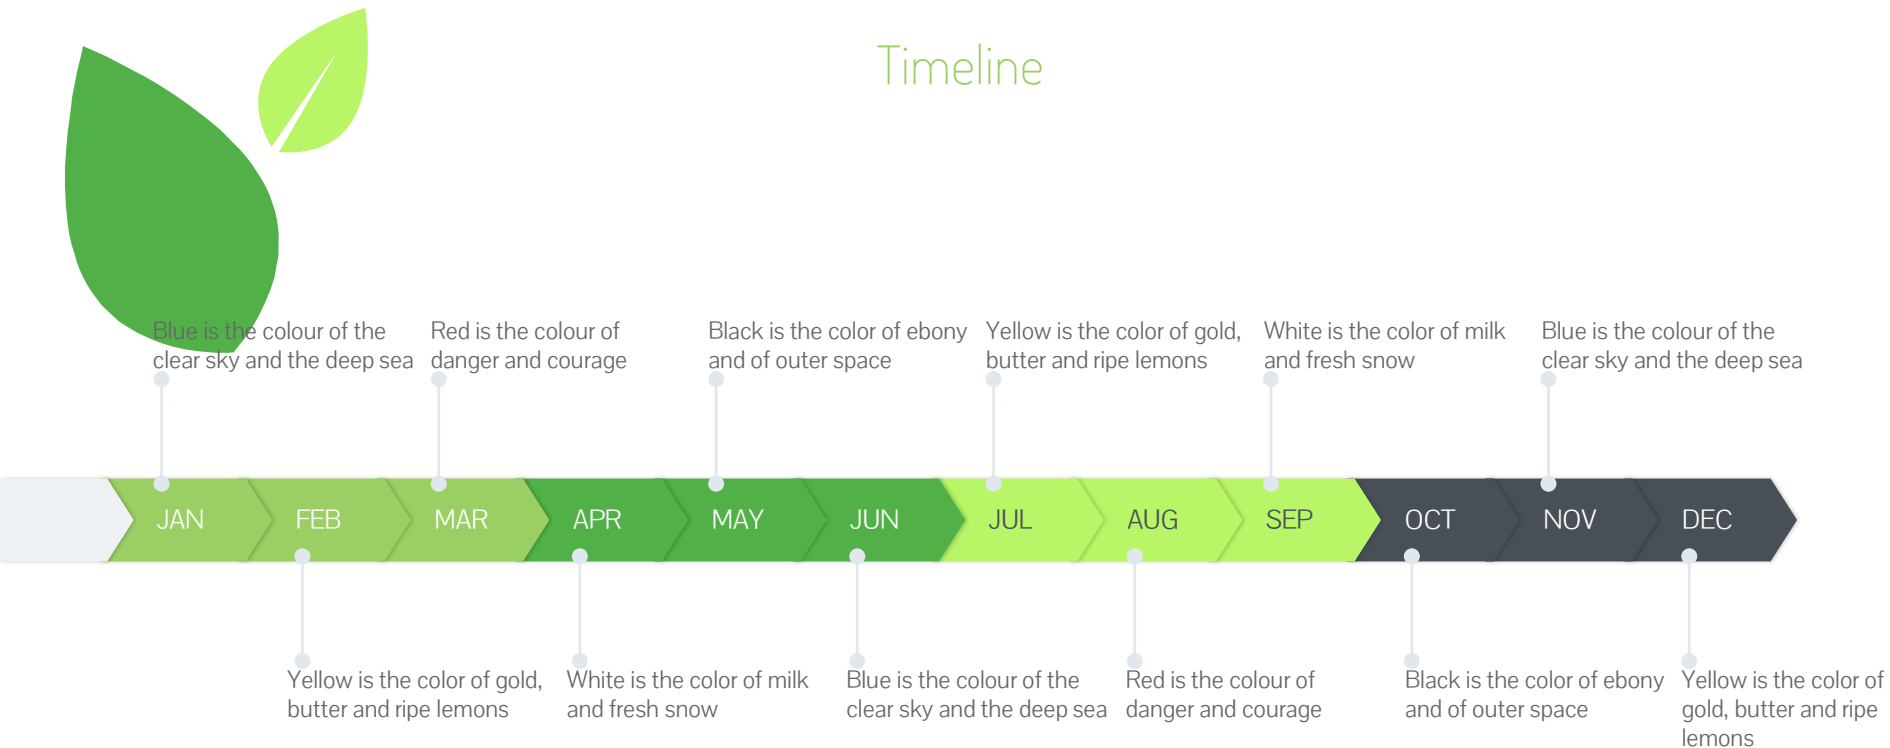 Timeline
Blue is the colour of the
clear sky and the deep sea
Red is the colour of
danger and courage
Black is the color of ebony
and of outer space
Yellow is the color of gold,
butter and ripe lemons
White is the color of milk
and fresh snow
Blue is the colour of the
clear sky and the deep sea
JAN
FEB
MAR
APR
MAY
JUN
JUL
AUG
SEP
OCT
NOV
DEC
Yellow is the color of gold,
butter and ripe lemons
White is the color of milk
and fresh snow
Blue is the colour of the
clear sky and the deep sea
Red is the colour of
danger and courage
Black is the color of ebony
and of outer space
Yellow is the color of
gold, butter and ripe
lemons